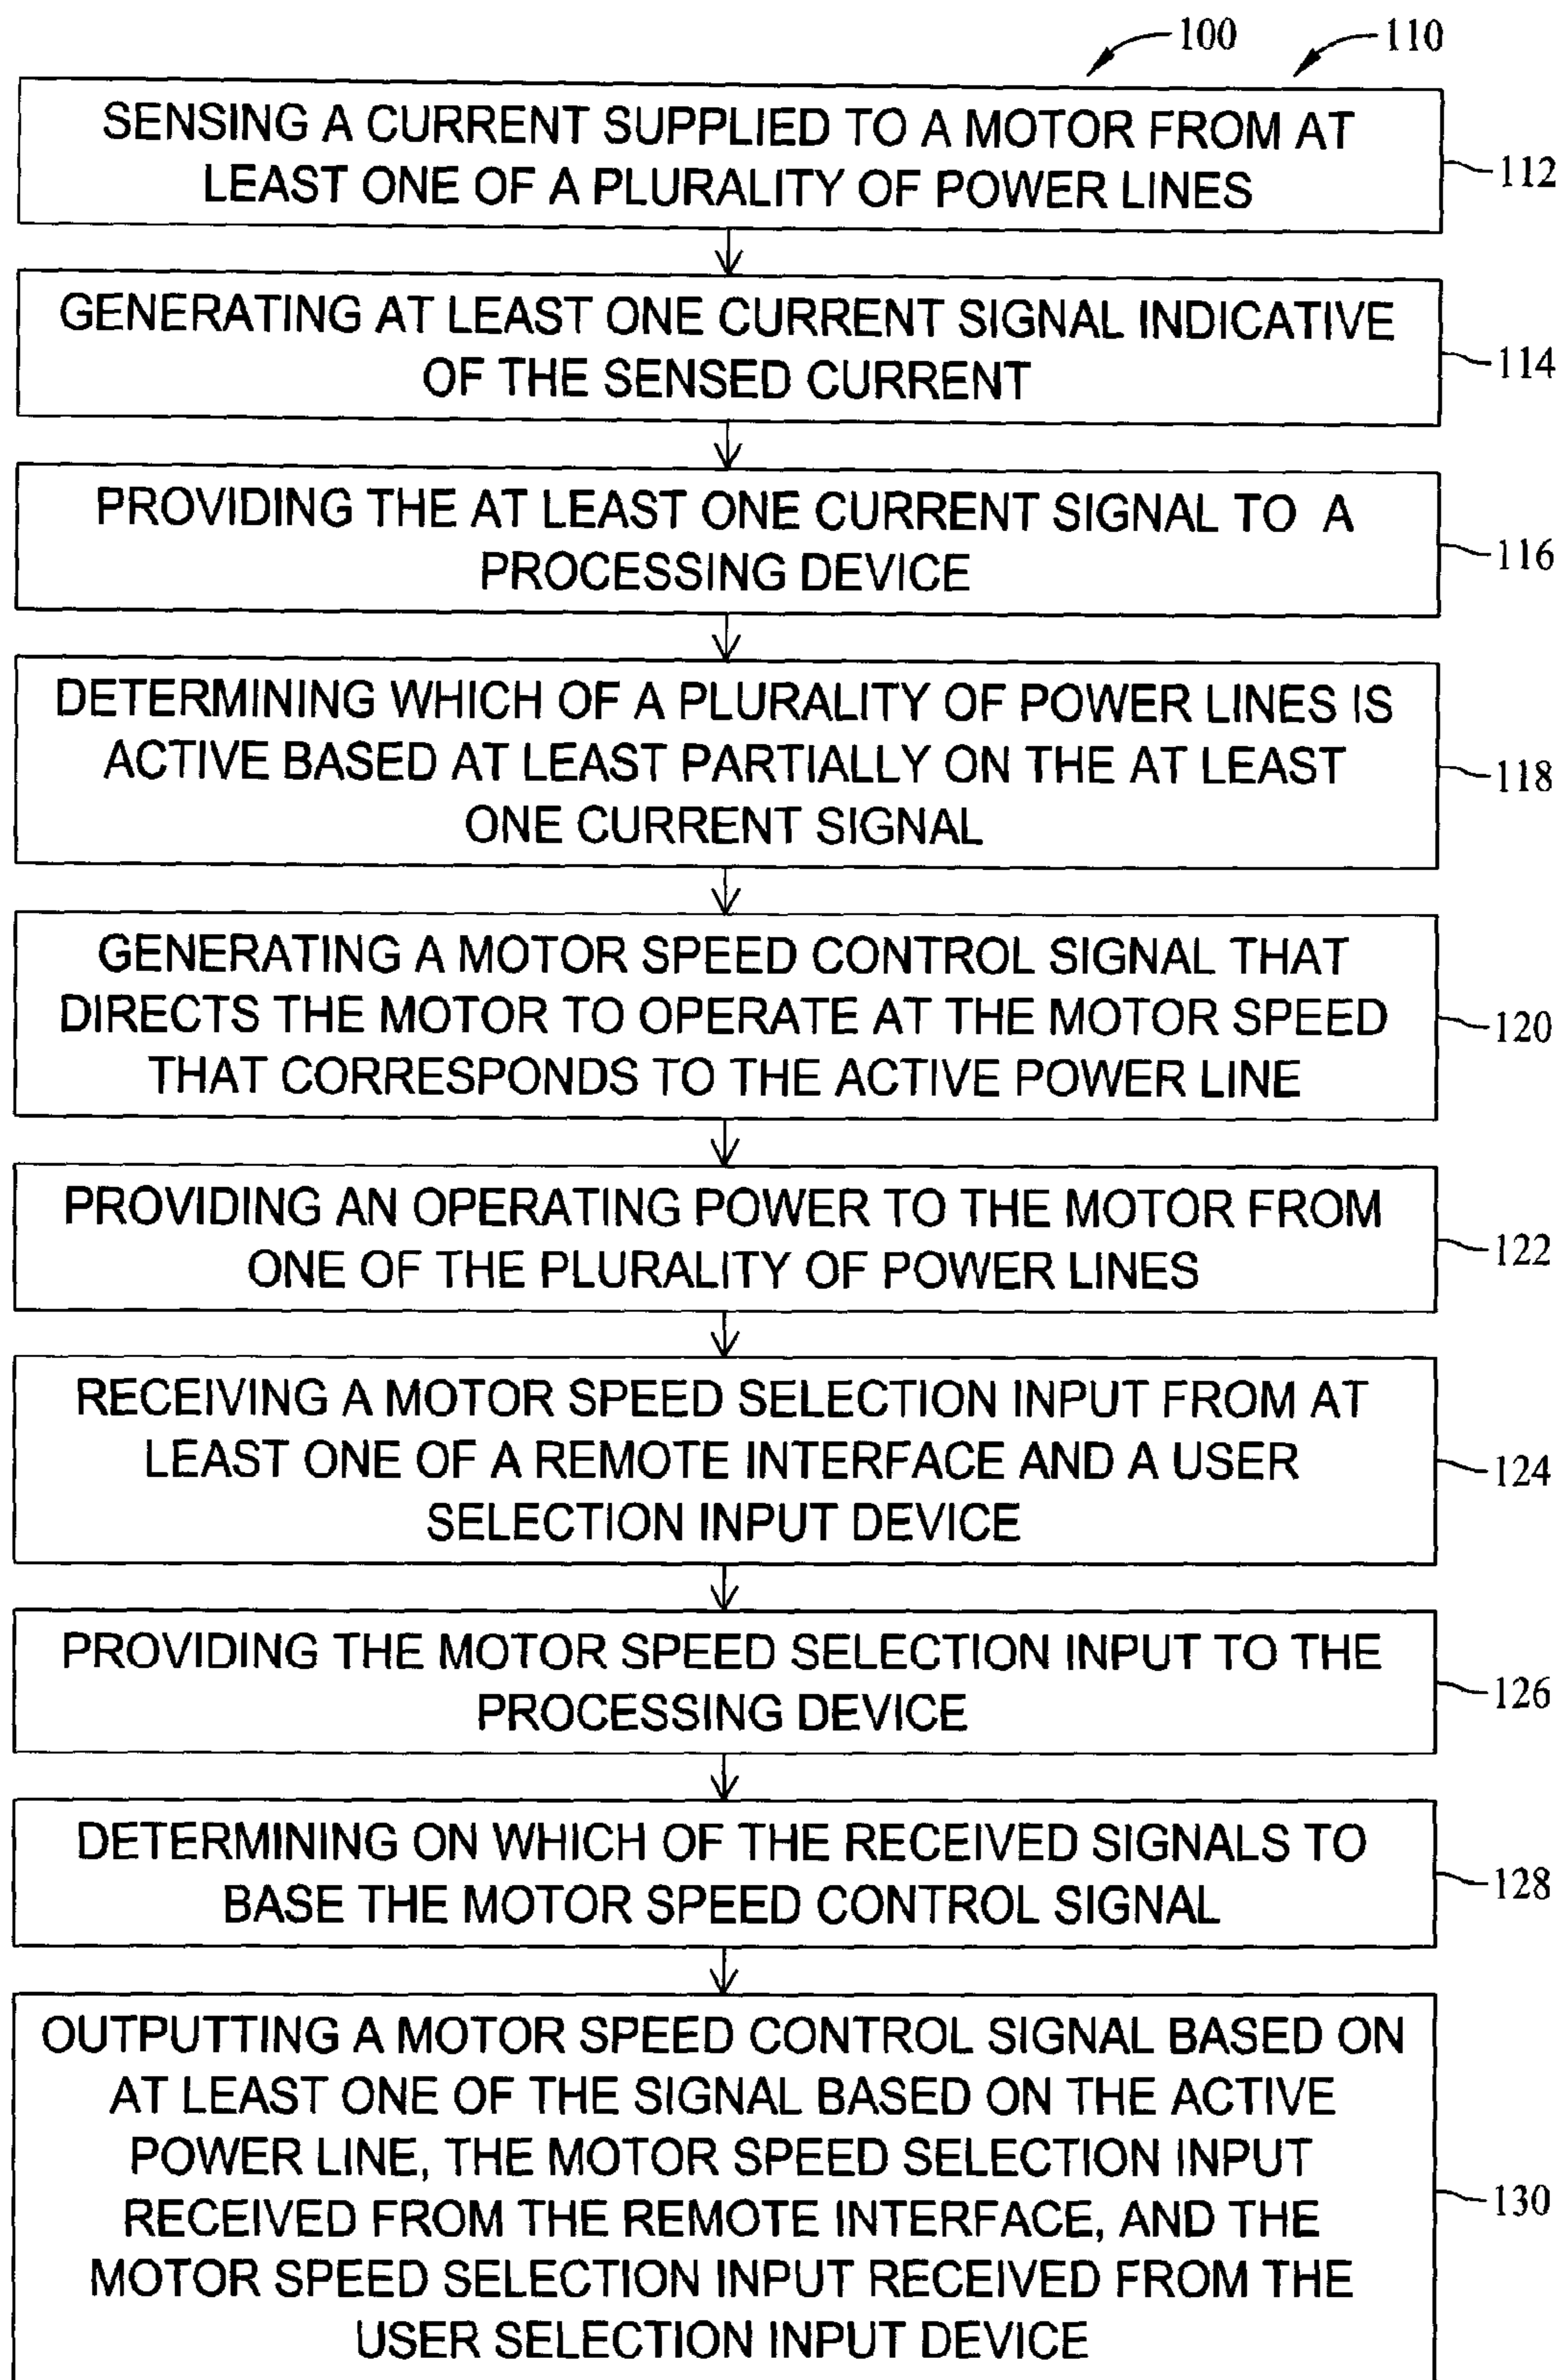 100
110
SENSING A CURRENT SUPPLIED TO A MOTOR FROM AT
LEAST ONE OF A PLURALITY OF POWER LINES
112
GENERATING AT LEAST ONE CURRENT SIGNAL INDICATIVE
OF THE SENSED CURRENT
114
PROVIDING THE AT LEAST ONE CURRENT SIGNAL TO A
PROCESSING DEVICE
116
DETERMINING WHICH OF A PLURALITY OF POWER LINES IS
ACTIVE BASED AT LEAST PARTIALLY ON THE AT LEAST
ONE CURRENT SIGNAL
118
GENERATING A MOTOR SPEED CONTROL SIGNAL THAT
DIRECTS THE MOTOR TO OPERATE AT THE MOTOR SPEED
THAT CORRESPONDS TO THE ACTIVE POWER LINE
120
PROVIDING AN OPERATING POWER TO THE MOTOR FROM
ONE OF THE PLURALITY OF POWER LINES
122
RECEIVING A MOTOR SPEED SELECTION INPUT FROM AT
LEAST ONE OF A REMOTE INTERFACE AND A USER
SELECTION INPUT DEVICE
124
PROVIDING THE MOTOR SPEED SELECTION INPUT TO THE
PROCESSING DEVICE
126
DETERMINING ON WHICH OF THE RECEIVED SIGNALS TO
BASE THE MOTOR SPEED CONTROL SIGNAL
128
OUTPUTTING A MOTOR SPEED CONTROL SIGNAL BASED ON
AT LEAST ONE OF THE SIGNAL BASED ON THE ACTIVE
POWER LINE, THE MOTOR SPEED SELECTION INPUT
RECEIVED FROM THE REMOTE INTERFACE, AND THE
MOTOR SPEED SELECTION INPUT RECEIVED FROM THE
USER SELECTION INPUT DEVICE
130